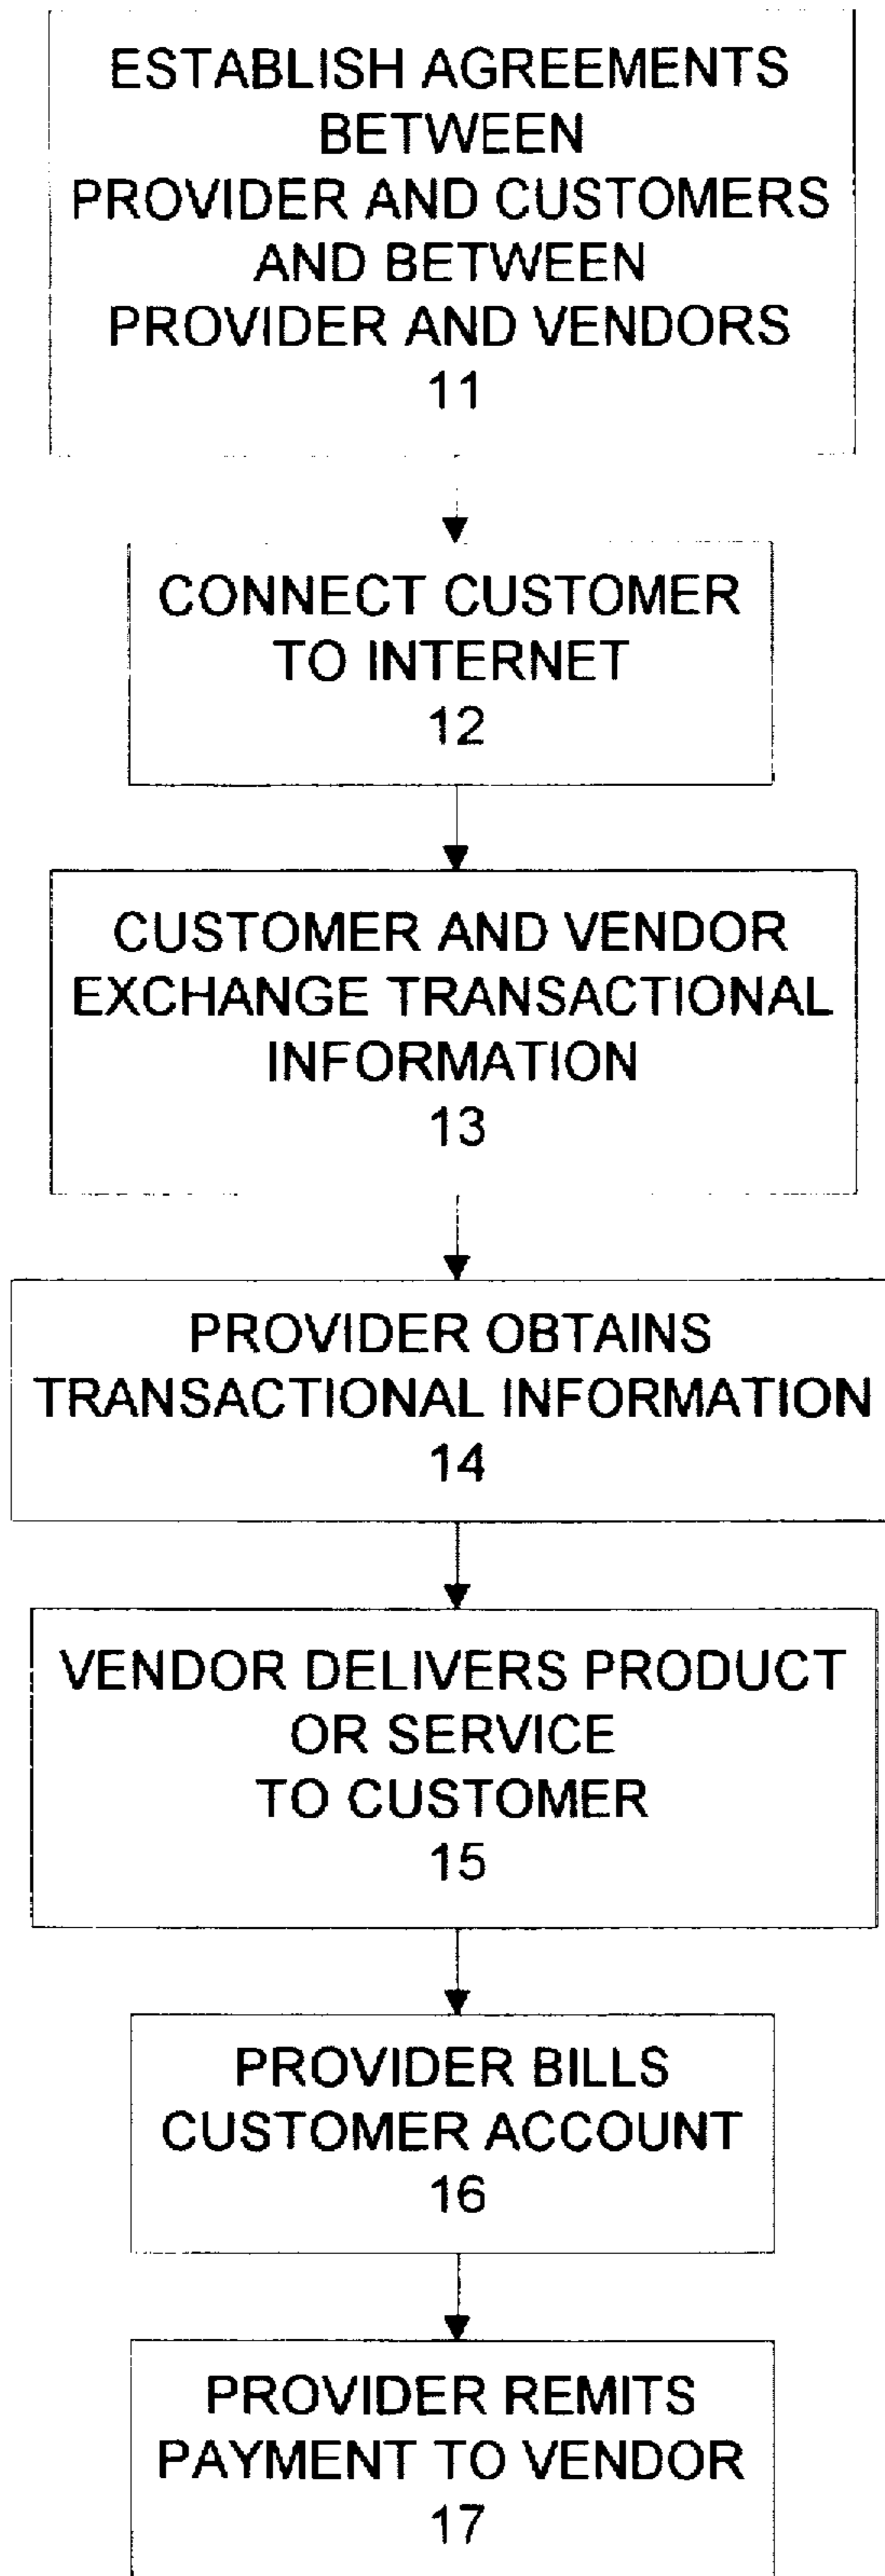 ESTABLISH AGREEMENTS
BETWEEN
PROVIDER AND CUSTOMERS
AND BETWEEN
PROVIDER AND VENDORS
11
CONNECT CUSTOMER
TO INTERNET
12
CUSTOMER AND VENDOR
EXCHANGE TRANSACTIONAL
INFORMATION
13
PROVIDER OBTAINS
TRANSACTIONAL INFORMATION
14
VENDOR DELIVERS PRODUCT
OR SERVICE
TO CUSTOMER
15
PROVIDER BILLS
CUSTOMER ACCOUNT
16
PROVIDER REMITS
PAYMENT TO VENDOR
17